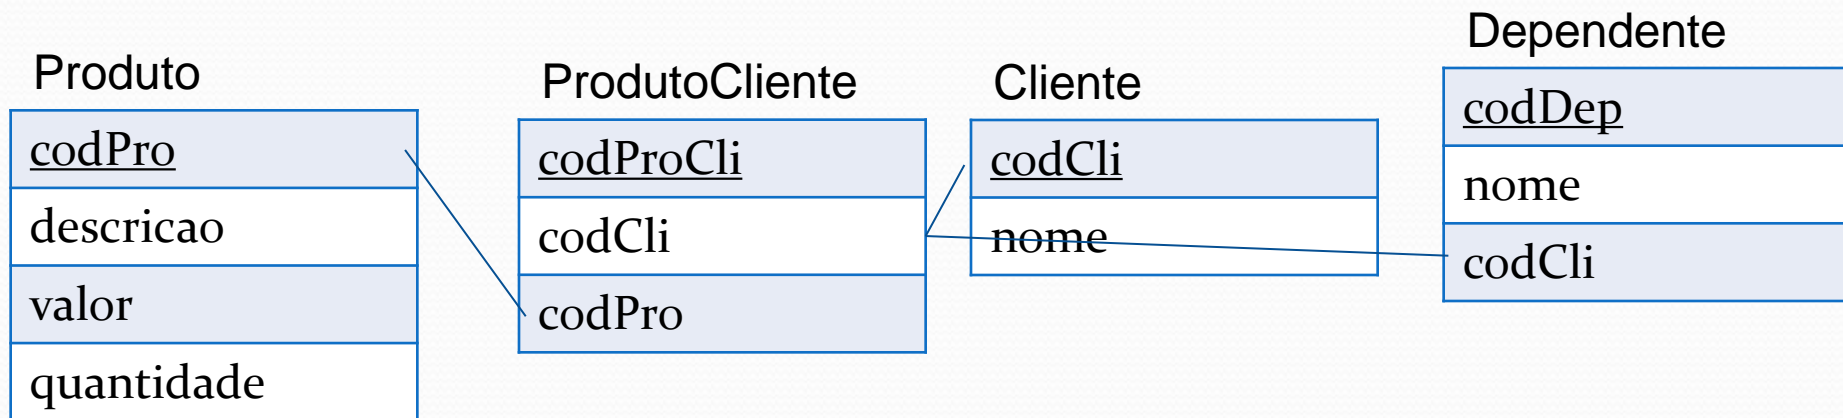 Produto
codPro
descricao
valor
quantidade
ProdutoCliente
codProCli
codCli
codPro
Cliente
codCli
nome
Dependente
codDep
nome
codCli